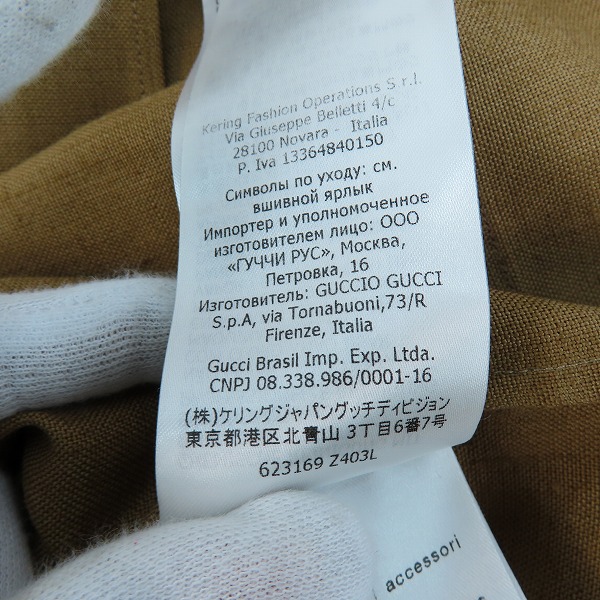 Kering Fashion Operations S r.l.
Via Giuseppe Belletti 4/c
28100 Novara - Italia
P. Iva 13364840150
Символы по уходу: см.
вшивной ярлык
Импортер и уполномоченное
изготовителем лицо: ООО
«ГУЧЧИ РУС», Москва,
Петровка, 16
Изготовитель: GUCCIO GUCCI
S.p.A, via Tornabuoni,73/R
Firenze, Italia
Gucci Brasil Imp. Exp. Ltda.
CNPJ 08.338.986/0001-16
(株)ケリングジャパングッチディビジョン
東京都港区北青山 3丁目6番7号
623169 Z403L
accessori